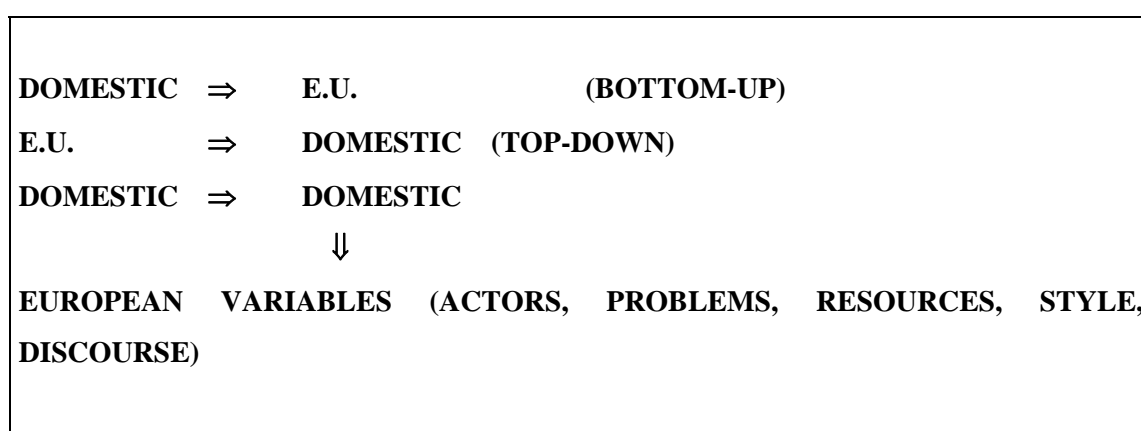 DOMESTIC ⇒ E.U. (BOTTOM-UP)
E.U. ⇒ DOMESTIC (TOP-DOWN)
DOMESTIC ⇒ DOMESTIC
⇓
EUROPEAN VARIABLES (ACTORS, PROBLEMS, RESOURCES, STYLE,
DISCOURSE)